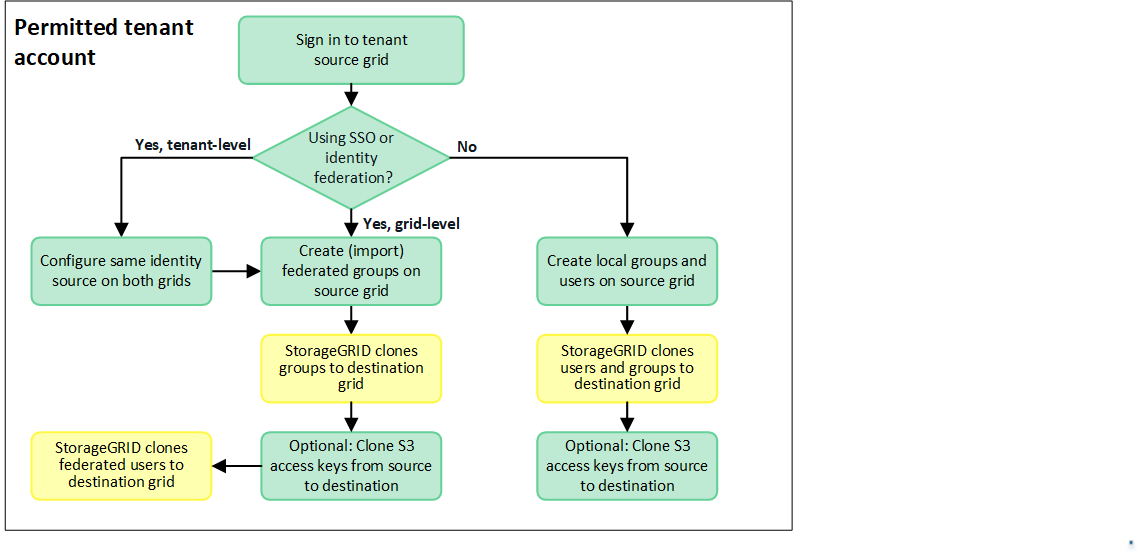 Permitted tenant
account
Sign in to tenant
source grid
Using SSO or
identity
federation?
Yes, tenant-level
No
Yes, grid-level
Configure same identity
source on both grids
Create (import)
federated groups on
source grid
Create local groups and
users on source grid
StorageGRID clones
groups to destination
grid
StorageGRID clones
users and groups to
destination grid
StorageGRID clones
federated users to
destination grid
Optional: Clone S3
access keys from source
to destination
Optional: Clone S3
access keys from source
to destination